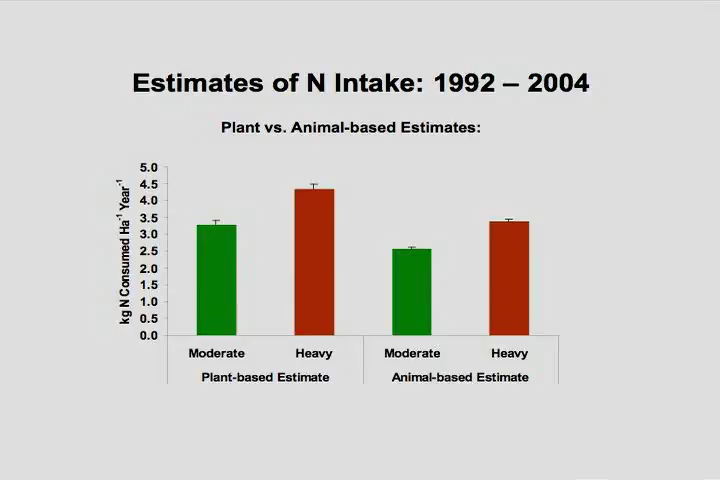 Estimates of N Intake: 1992 – 2004
Plant vs. Animal-based Estimates:
kg N Consumed Ha⁻¹ Year⁻¹
5.0
4.5
4.0
3.5
3.0
2.5
2.0
1.5
1.0
0.5
0.0
Moderate Heavy Moderate Heavy
Plant-based Estimate Animal-based Estimate